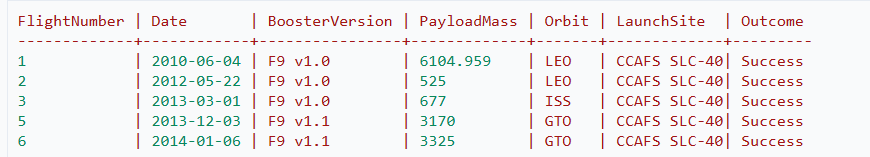 FlightNumber | Date       | BoosterVersion | PayloadMass | Orbit | LaunchSite  | Outcome
-------------+------------+----------------+-------------+-------+-------------+---------
1            | 2010-06-04 | F9 v1.0        | 6104.959    | LEO   | CCAFS SLC-40| Success
2            | 2012-05-22 | F9 v1.0        | 525         | LEO   | CCAFS SLC-40| Success
3            | 2013-03-01 | F9 v1.0        | 677         | ISS   | CCAFS SLC-40| Success
5            | 2013-12-03 | F9 v1.1        | 3170        | GTO   | CCAFS SLC-40| Success
6            | 2014-01-06 | F9 v1.1        | 3325        | GTO   | CCAFS SLC-40| Success